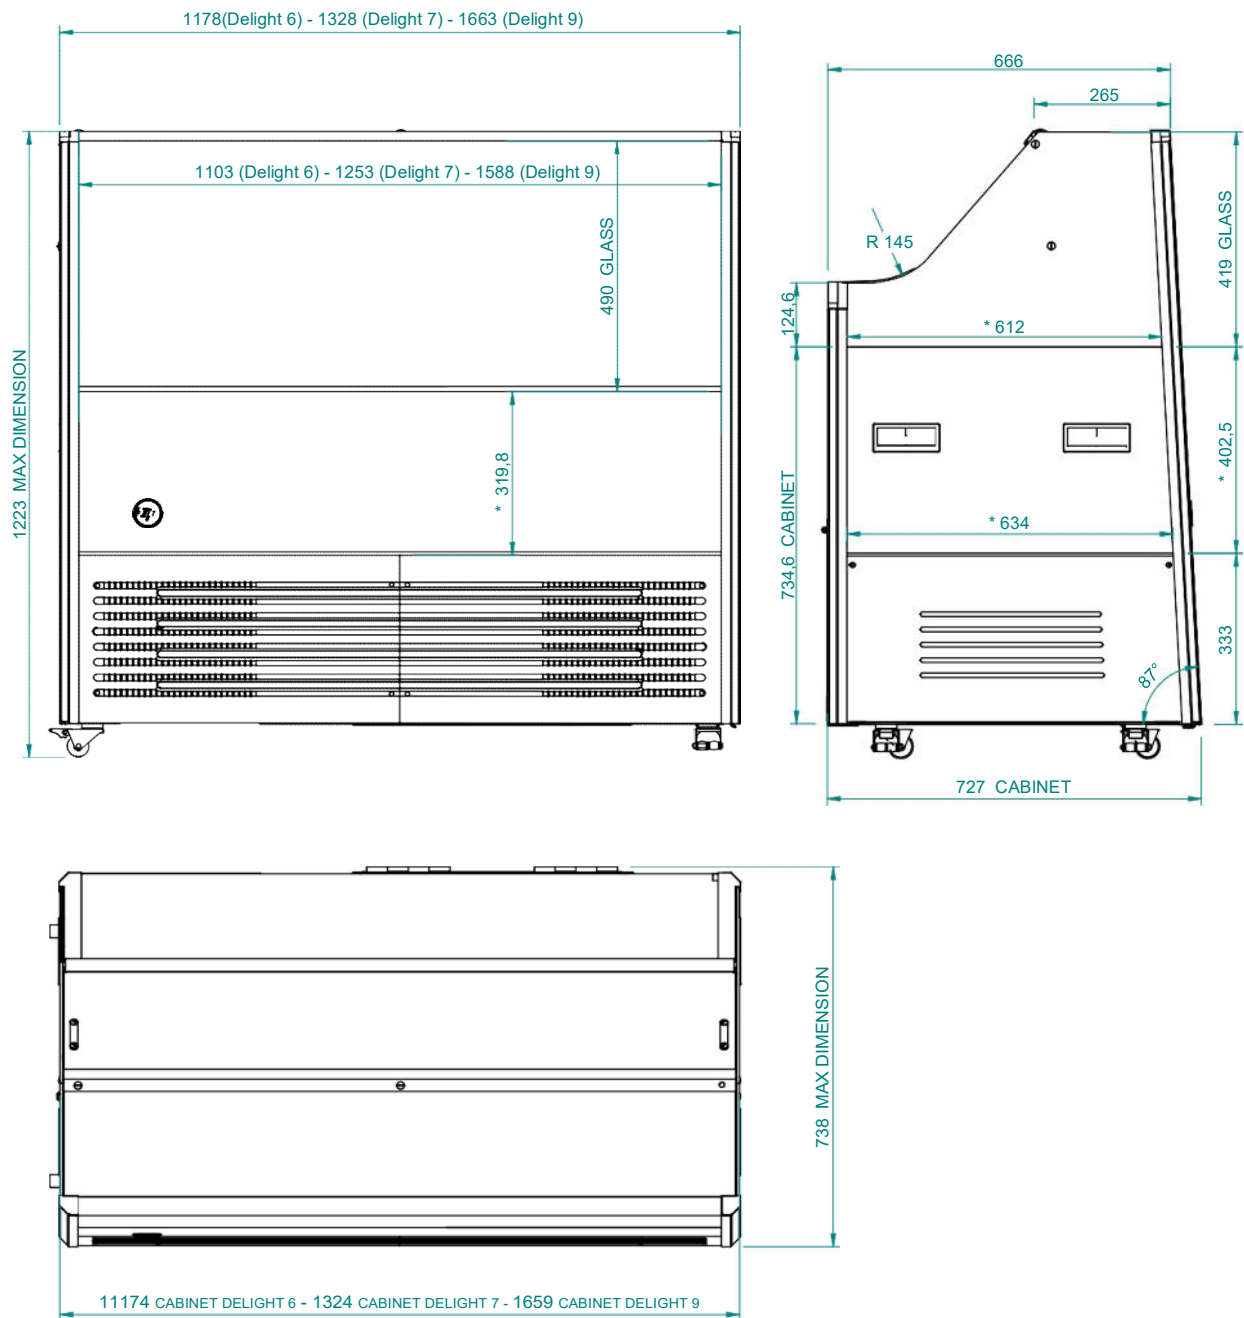 1178(Delight 6) - 1328 (Delight 7) - 1663 (Delight 9)
1103 (Delight 6) - 1253 (Delight 7) - 1588 (Delight 9)
490 GLASS
* 319,8
1223 MAX DIMENSION
666
265
R 145
419 GLASS
124,6
* 612
* 402,5
734,6 CABINET
* 634
333
87°
727 CABINET
738 MAX DIMENSION
11174 CABINET DELIGHT 6 - 1324 CABINET DELIGHT 7 - 1659 CABINET DELIGHT 9